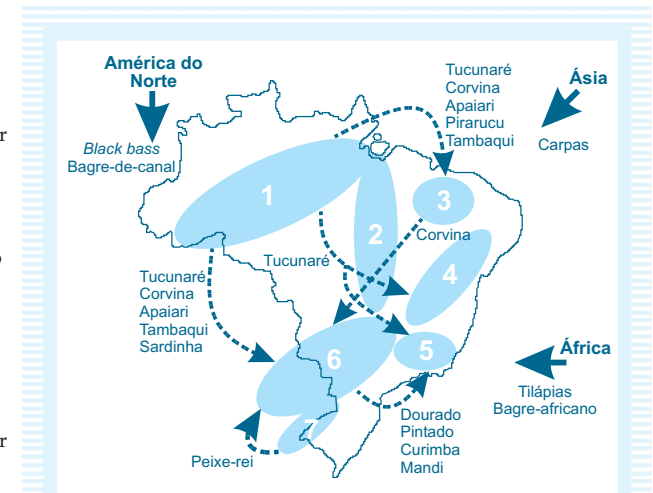 América do
Norte
Black bass
Bagre-de-canal
Tucunaré
Corvina
Apaiari
Pirarucu
Tambaqui
Ásia
Carpas
1
2
3
Corvina
4
Tucunaré
Tucunaré
Corvina
Apaiari
Tambaqui
Sardinha
5
6
7
África
Tilápias
Bagre-africano
Dourado
Pintado
Curimba
Mandi
Peixe-rei
r
r